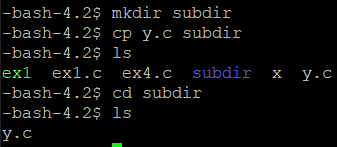 -bash-4.2$ mkdir subdir
-bash-4.2$ cp y.c subdir
-bash-4.2$ ls
ex1  ex1.c  ex4.c  subdir  x  y.c
-bash-4.2$ cd subdir
-bash-4.2$ ls
y.c